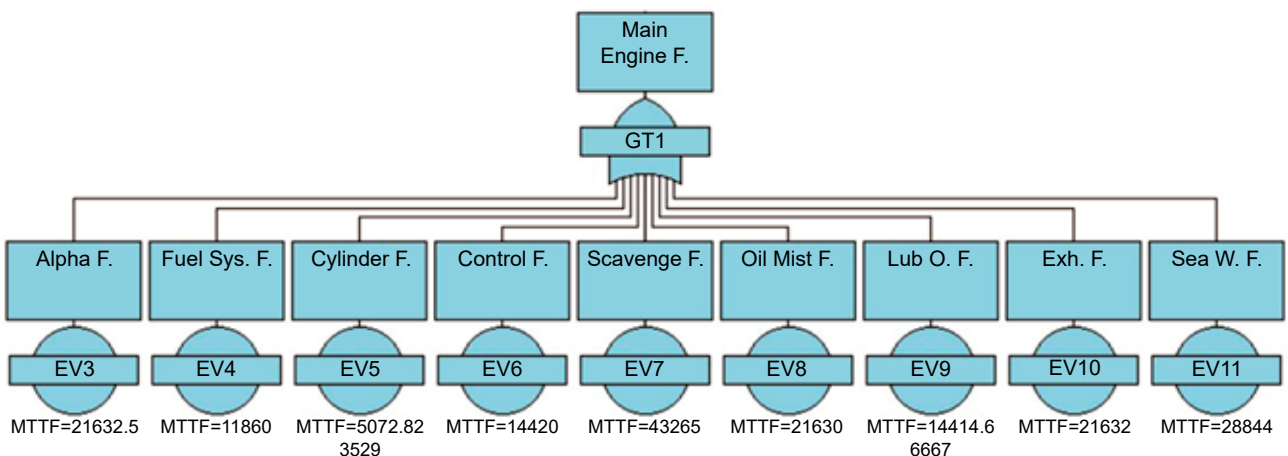 Main
Engine F.
GT1
Alpha F.
Fuel Sys. F.
Cylinder F.
Control F.
Scavenge F.
Oil Mist F.
Lub O. F.
Exh. F.
Sea W. F.
EV3
EV4
EV5
EV6
EV7
EV8
EV9
EV10
EV11
MTTF=21632.5
MTTF=11860
MTTF=5072.82
3529
MTTF=14420
MTTF=43265
MTTF=21630
MTTF=14414.6
6667
MTTF=21632
MTTF=28844